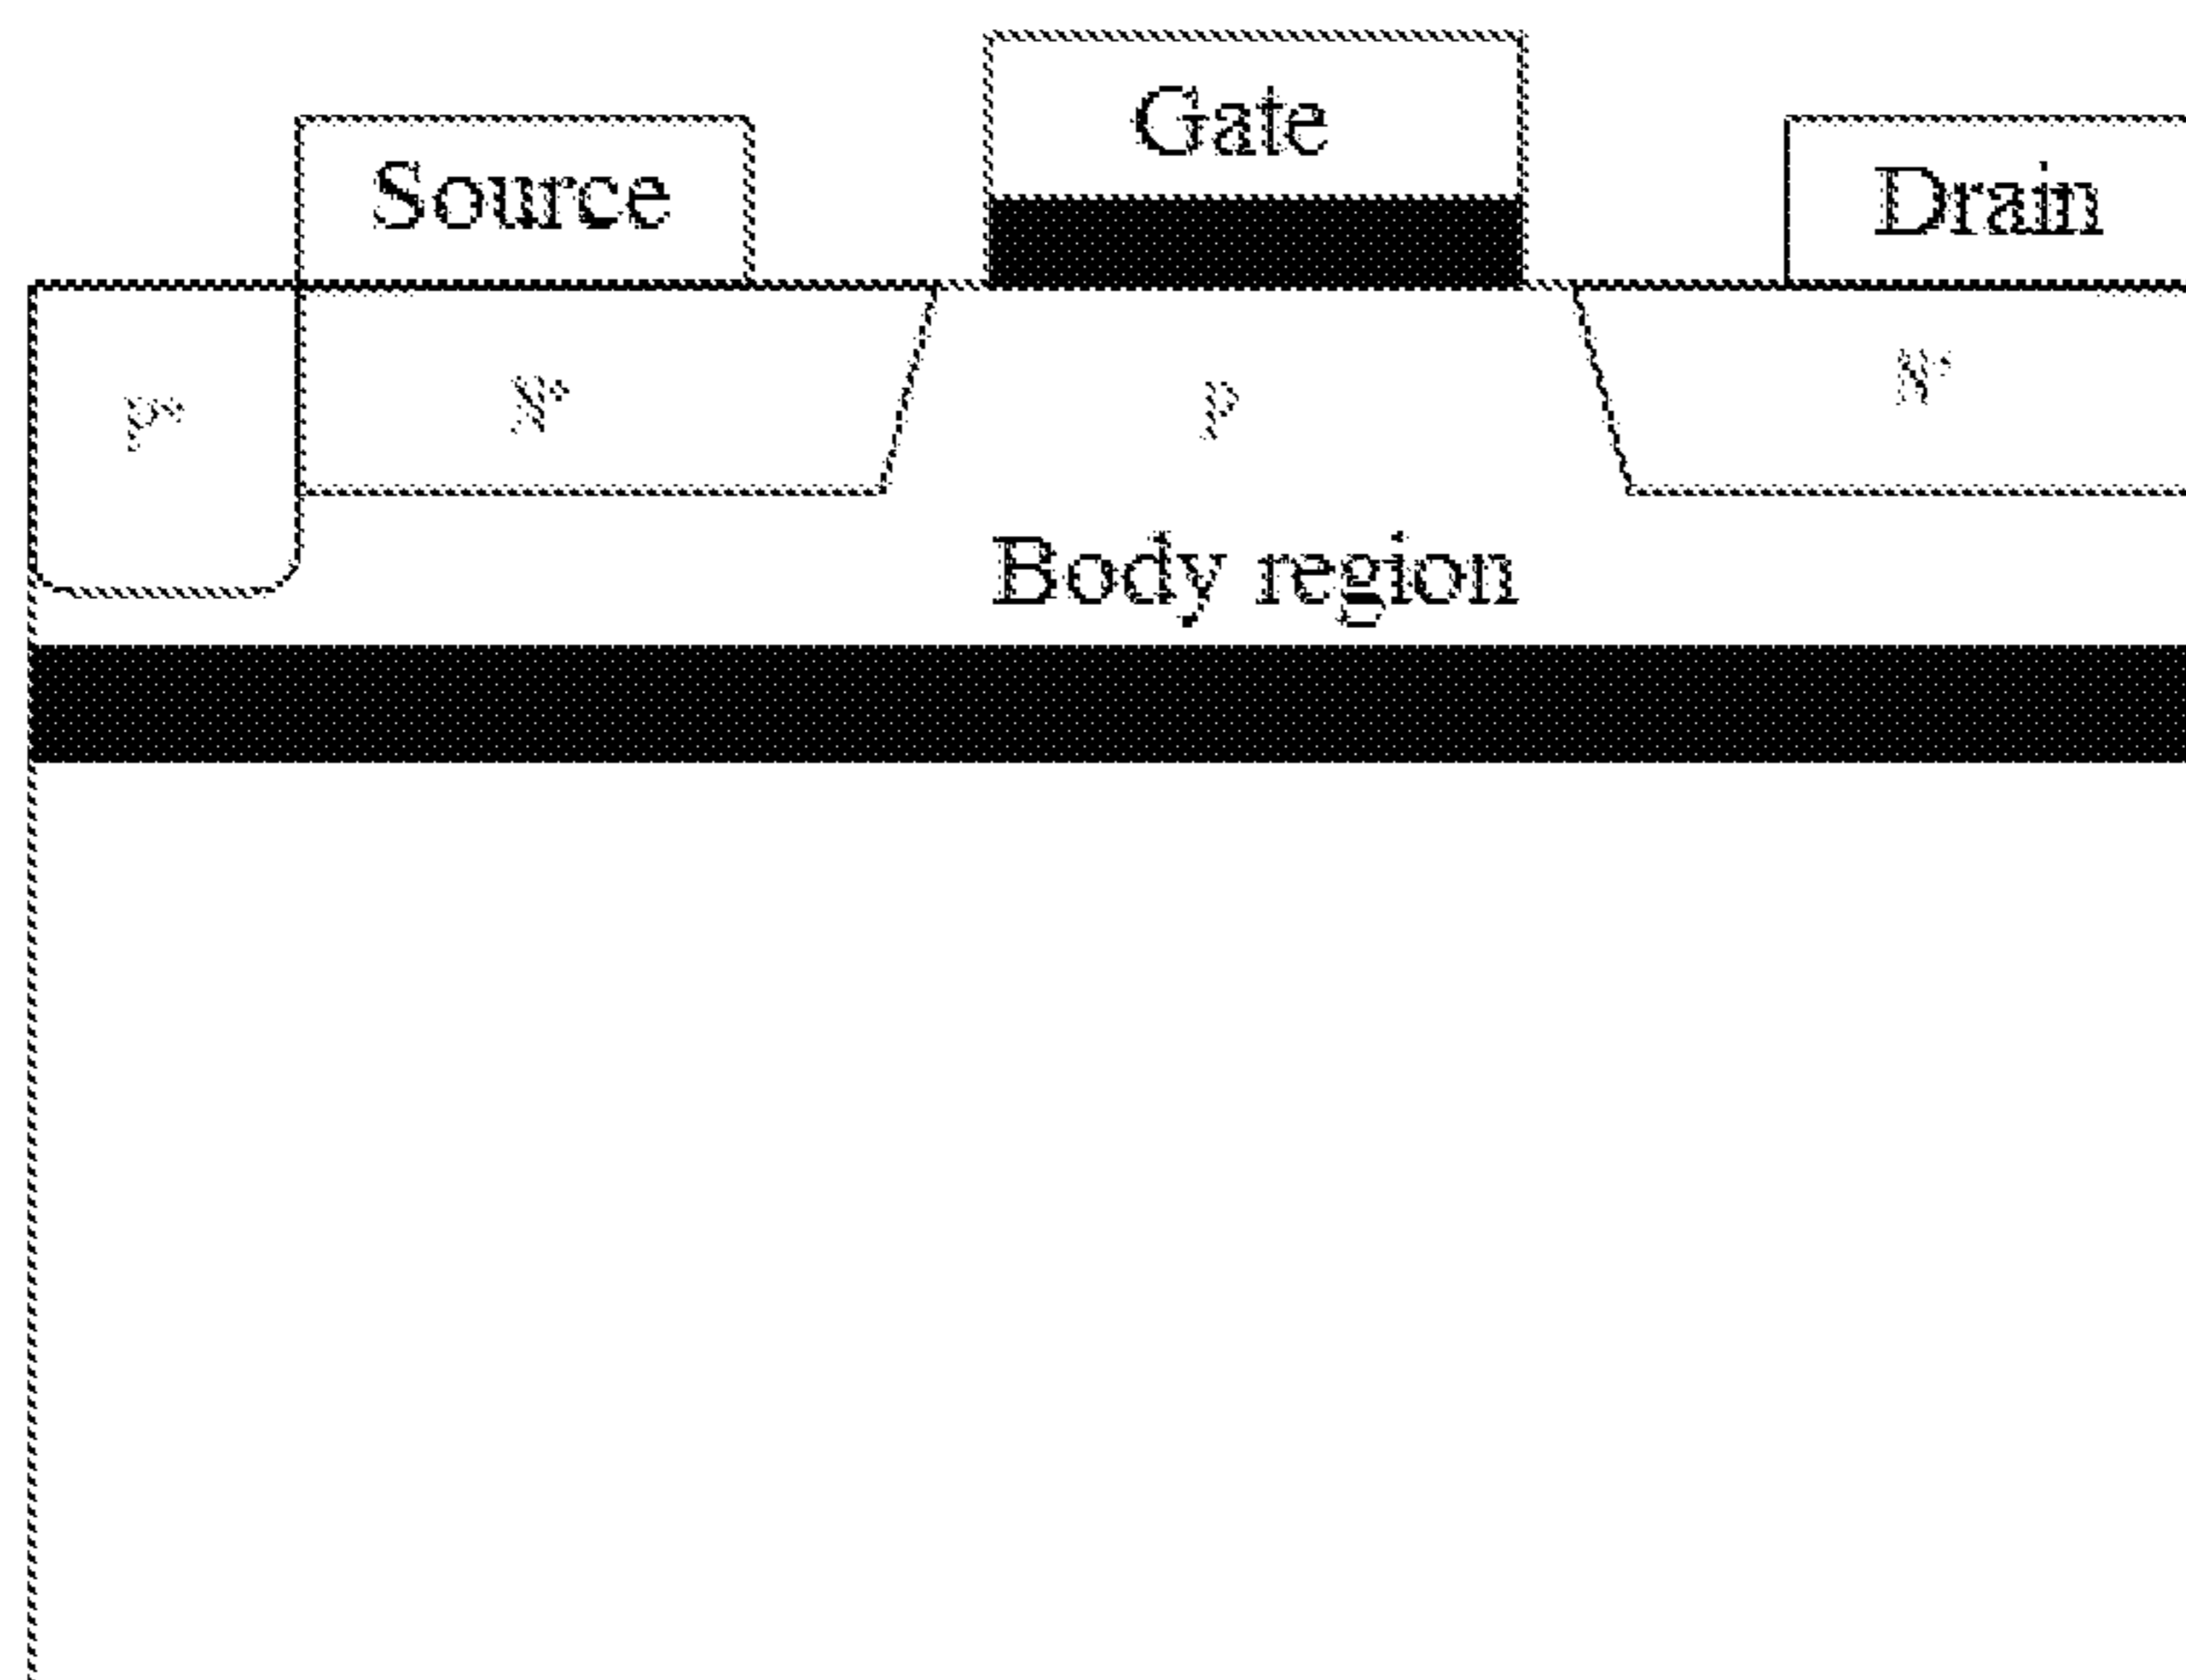 Gate
Source
Drain
P+
N+
P
N+
Body region